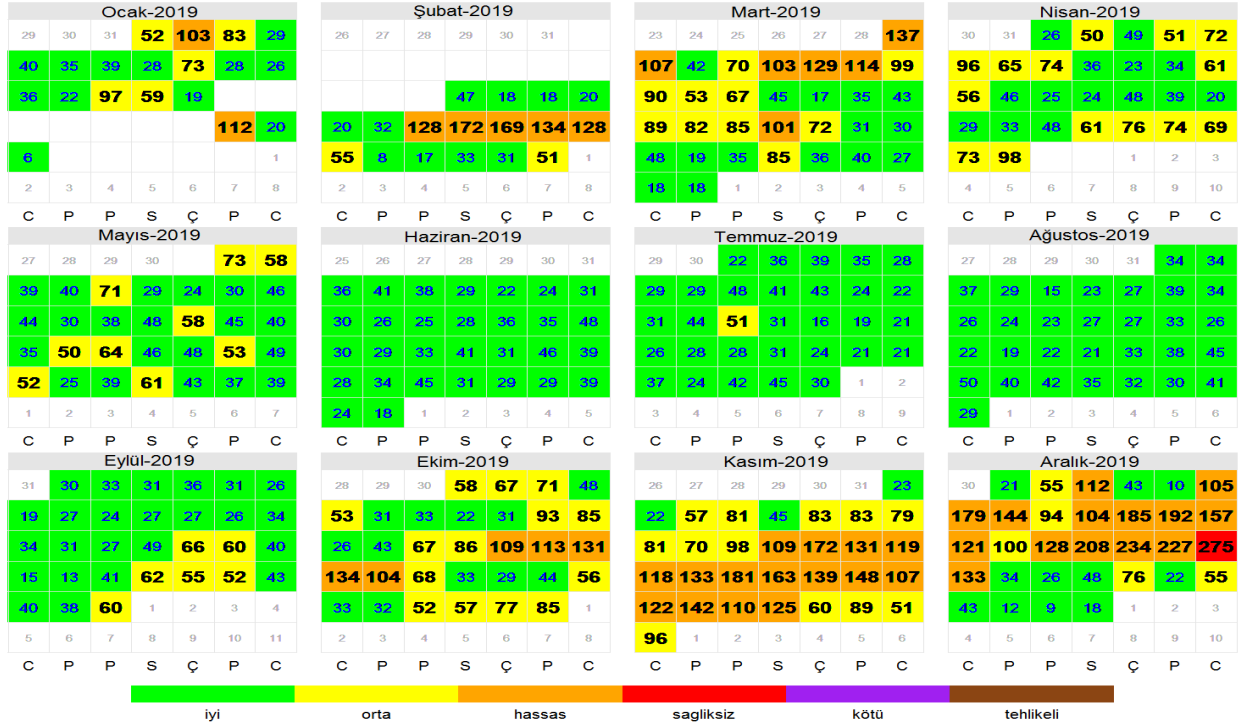 Ocak-2019 Şubat-2019 Mart-2019 Nisan-2019
29 30 31 52 103 83 29 26 27 28 29 30 31 23 24 25 26 27 28 137 30 31 26 50 49 51 72
40 35 39 28 73 28 26 107 42 70 103 129 114 99 96 65 74 36 23 34 61
36 22 97 59 19 47 18 18 20 90 53 67 45 17 35 43 56 46 25 24 48 39 20
112 20 20 32 128 172 169 134 128 89 82 85 101 72 31 30 29 33 48 61 76 74 69
6 1 55 8 17 33 31 51 1 48 19 35 85 36 40 27 73 98 1 2 3
2 3 4 5 6 7 8 2 3 4 5 6 7 8 18 18 1 2 3 4 5 4 5 6 7 8 9 10
C P P S Ç P C C P P S Ç P C C P P S Ç P C C P P S Ç P C
Mayıs-2019 Haziran-2019 Temmuz-2019 Ağustos-2019
27 28 29 30 73 58 25 26 27 28 29 30 31 29 30 22 36 39 35 28 27 28 29 30 31 34 34
39 40 71 29 24 30 46 36 41 38 29 22 24 31 29 29 48 41 43 24 22 37 29 15 23 27 39 34
44 30 38 48 58 45 40 30 26 25 28 36 35 48 31 44 51 31 16 19 21 26 24 23 27 27 33 26
35 50 64 46 48 53 49 30 29 33 41 31 46 39 26 28 28 31 24 21 21 22 19 22 21 33 38 45
52 25 39 61 43 37 39 28 34 45 31 29 29 39 37 24 42 45 30 1 2 50 40 42 35 32 30 41
1 2 3 4 5 6 7 24 18 1 2 3 4 5 3 4 5 6 7 8 9 29 1 2 3 4 5 6
C P P S Ç P C C P P S Ç P C C P P S Ç P C C P P S Ç P C
Eylül-2019 Ekim-2019 Kasım-2019 Aralık-2019
31 30 33 31 36 31 26 28 29 30 58 67 71 48 26 27 28 29 30 31 23 30 21 55 112 43 10 105
19 27 24 27 27 26 34 53 31 33 22 31 93 85 22 57 81 45 83 83 79 179 144 94 104 185 192 157
34 31 27 49 66 60 40 26 43 67 86 109 113 131 81 70 98 109 172 131 119 121 100 128 208 234 227 275
15 13 41 62 55 52 43 134 104 68 33 29 44 56 118 133 181 163 139 148 107 133 34 26 48 76 22 55
40 38 60 1 2 3 4 33 32 52 57 77 85 1 122 142 110 125 60 89 51 43 12 9 18 1 2 3
5 6 7 8 9 10 11 2 3 4 5 6 7 8 96 1 2 3 4 5 6 4 5 6 7 8 9 10
C P P S Ç P C C P P S Ç P C C P P S Ç P C C P P S Ç P C
iyi orta hassas sagliksiz kötü tehlikeli